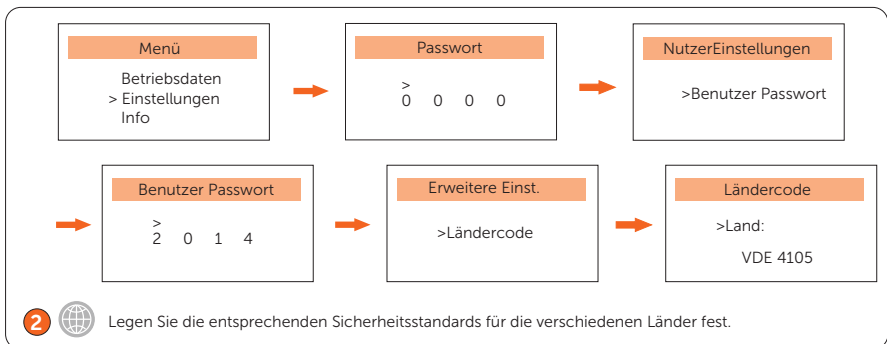 Menü
Betriebsdaten
> Einstellungen
Info
Passwort
>
0 0 0 0
NutzerEinstellungen
>Benutzer Passwort
Benutzer Passwort
>
2 0 1 4
Erweitere Einst.
>Ländercode
Ländercode
>Land:
VDE 4105
2 Legen Sie die entsprechenden Sicherheitsstandards für die verschiedenen Länder fest.